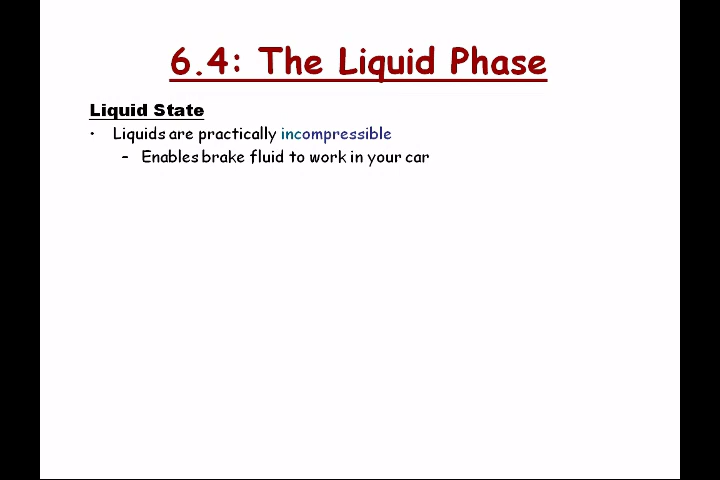 6.4: The Liquid Phase
Liquid State
• Liquids are practically incompressible
– Enables brake fluid to work in your car